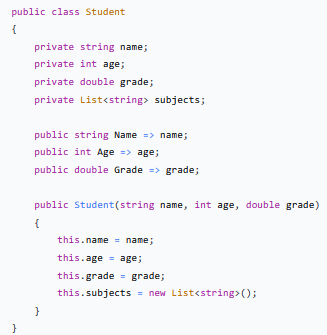 public class Student
{
    private string name;
    private int age;
    private double grade;
    private List<string> subjects;

    public string Name => name;
    public int Age => age;
    public double Grade => grade;

    public Student(string name, int age, double grade)
    {
        this.name = name;
        this.age = age;
        this.grade = grade;
        this.subjects = new List<string>();
    }
}